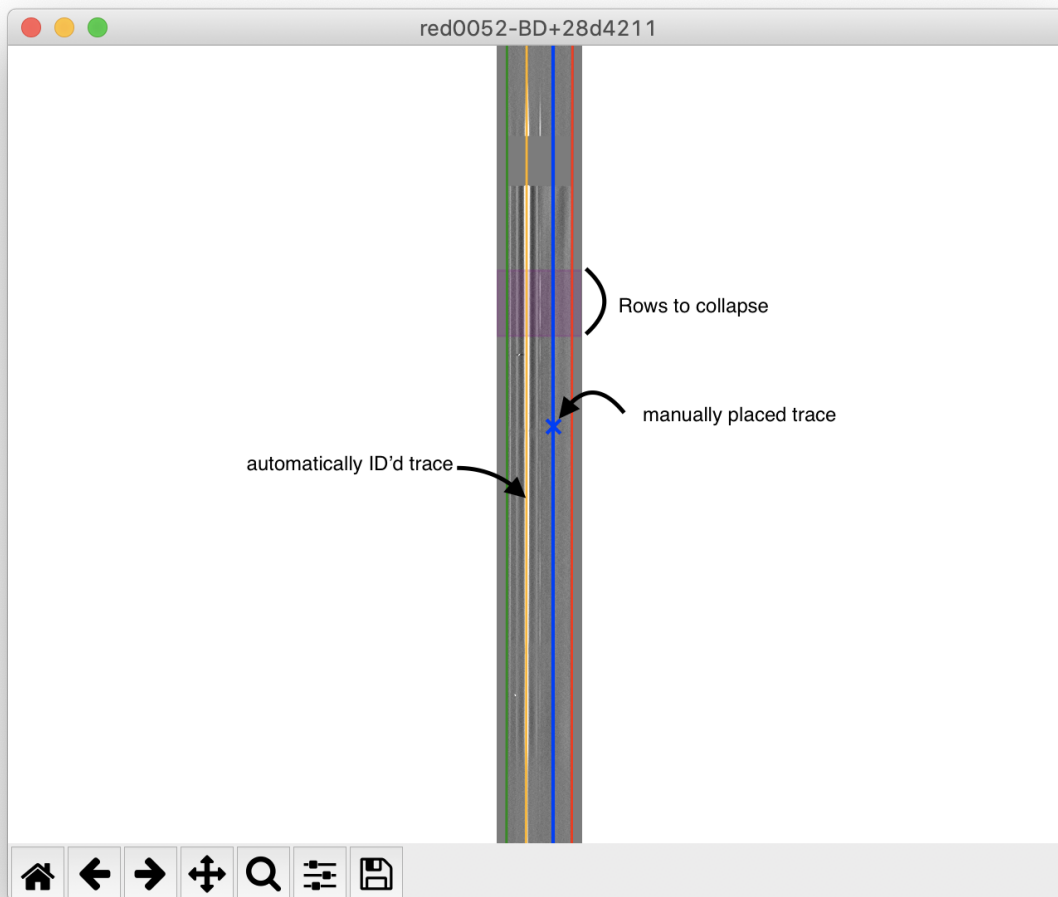 red0052-BD+28d4211
Rows to collapse
manually placed trace
automatically ID'd trace